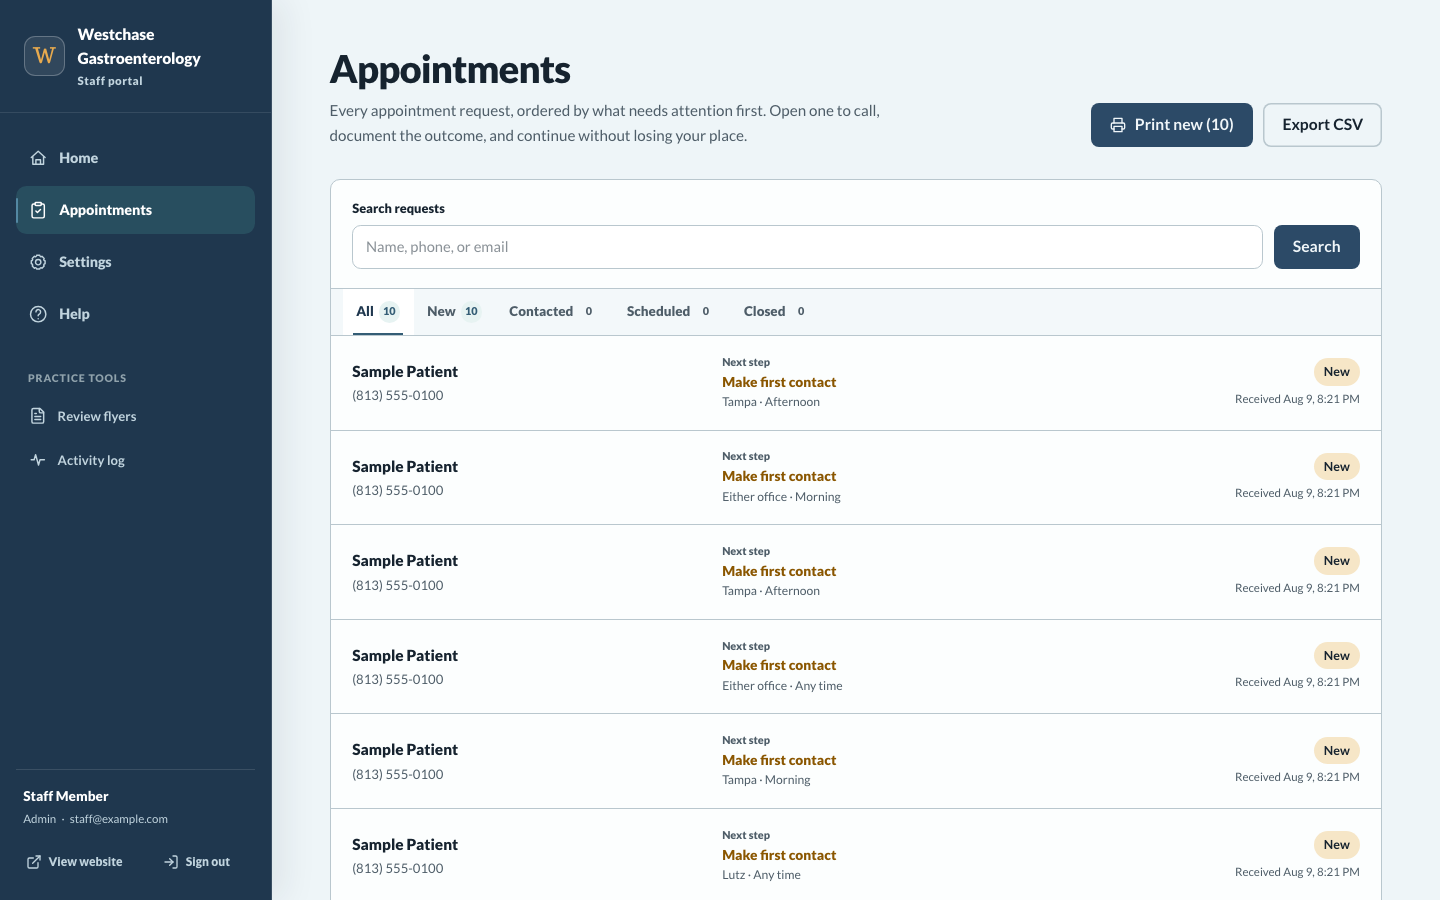 W
Westchase
Gastroenterology
Staff portal
Home
Appointments
Settings
Help
PRACTICE TOOLS
Review flyers
Activity log
Staff Member
Admin · staff@example.com
View website
Sign out
Appointments
Every appointment request, ordered by what needs attention first. Open one to call,
document the outcome, and continue without losing your place.
Print new (10)
Export CSV
Search requests
Name, phone, or email
Search
All 10
New 10
Contacted 0
Scheduled 0
Closed 0
Sample Patient
(813) 555-0100
Next step
Make first contact
Tampa · Afternoon
New
Received Aug 9, 8:21 PM
Sample Patient
(813) 555-0100
Next step
Make first contact
Either office · Morning
New
Received Aug 9, 8:21 PM
Sample Patient
(813) 555-0100
Next step
Make first contact
Tampa · Afternoon
New
Received Aug 9, 8:21 PM
Sample Patient
(813) 555-0100
Next step
Make first contact
Either office · Any time
New
Received Aug 9, 8:21 PM
Sample Patient
(813) 555-0100
Next step
Make first contact
Tampa · Morning
New
Received Aug 9, 8:21 PM
Sample Patient
(813) 555-0100
Next step
Make first contact
Lutz · Any time
New
Received Aug 9, 8:21 PM